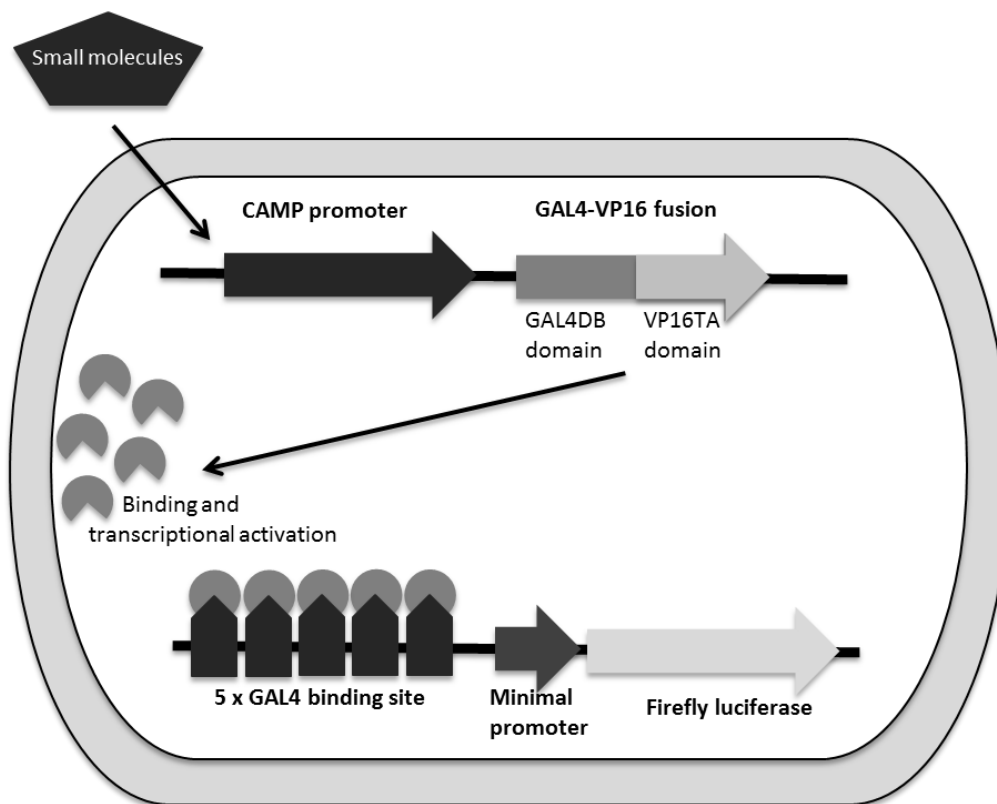 Small molecules
CAMP promoter
GAL4-VP16 fusion
GAL4DB
domain
VP16TA
domain
Binding and
transcriptional activation
5 x GAL4 binding site
Minimal
promoter
Firefly luciferase